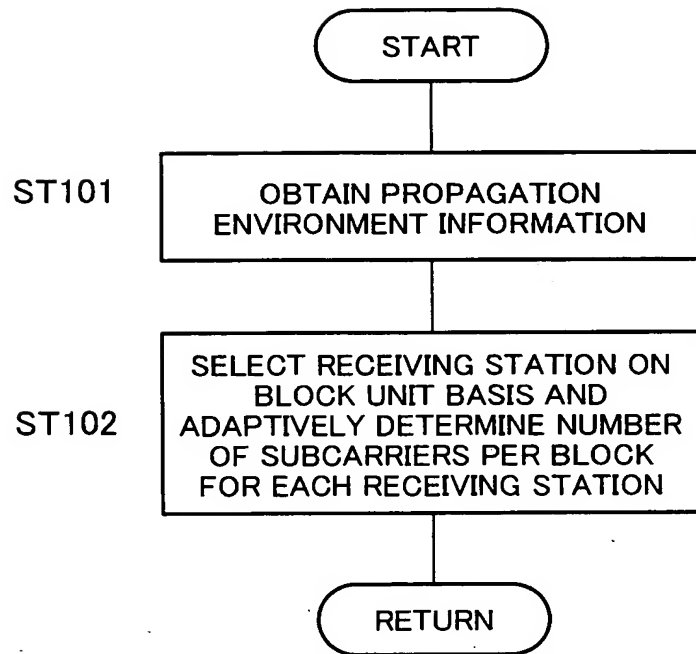 START
ST101
OBTAIN PROPAGATION
ENVIRONMENT INFORMATION
ST102
SELECT RECEIVING STATION ON
BLOCK UNIT BASIS AND
ADAPTIVELY DETERMINE NUMBER
OF SUBCARRIERS PER BLOCK
FOR EACH RECEIVING STATION
RETURN